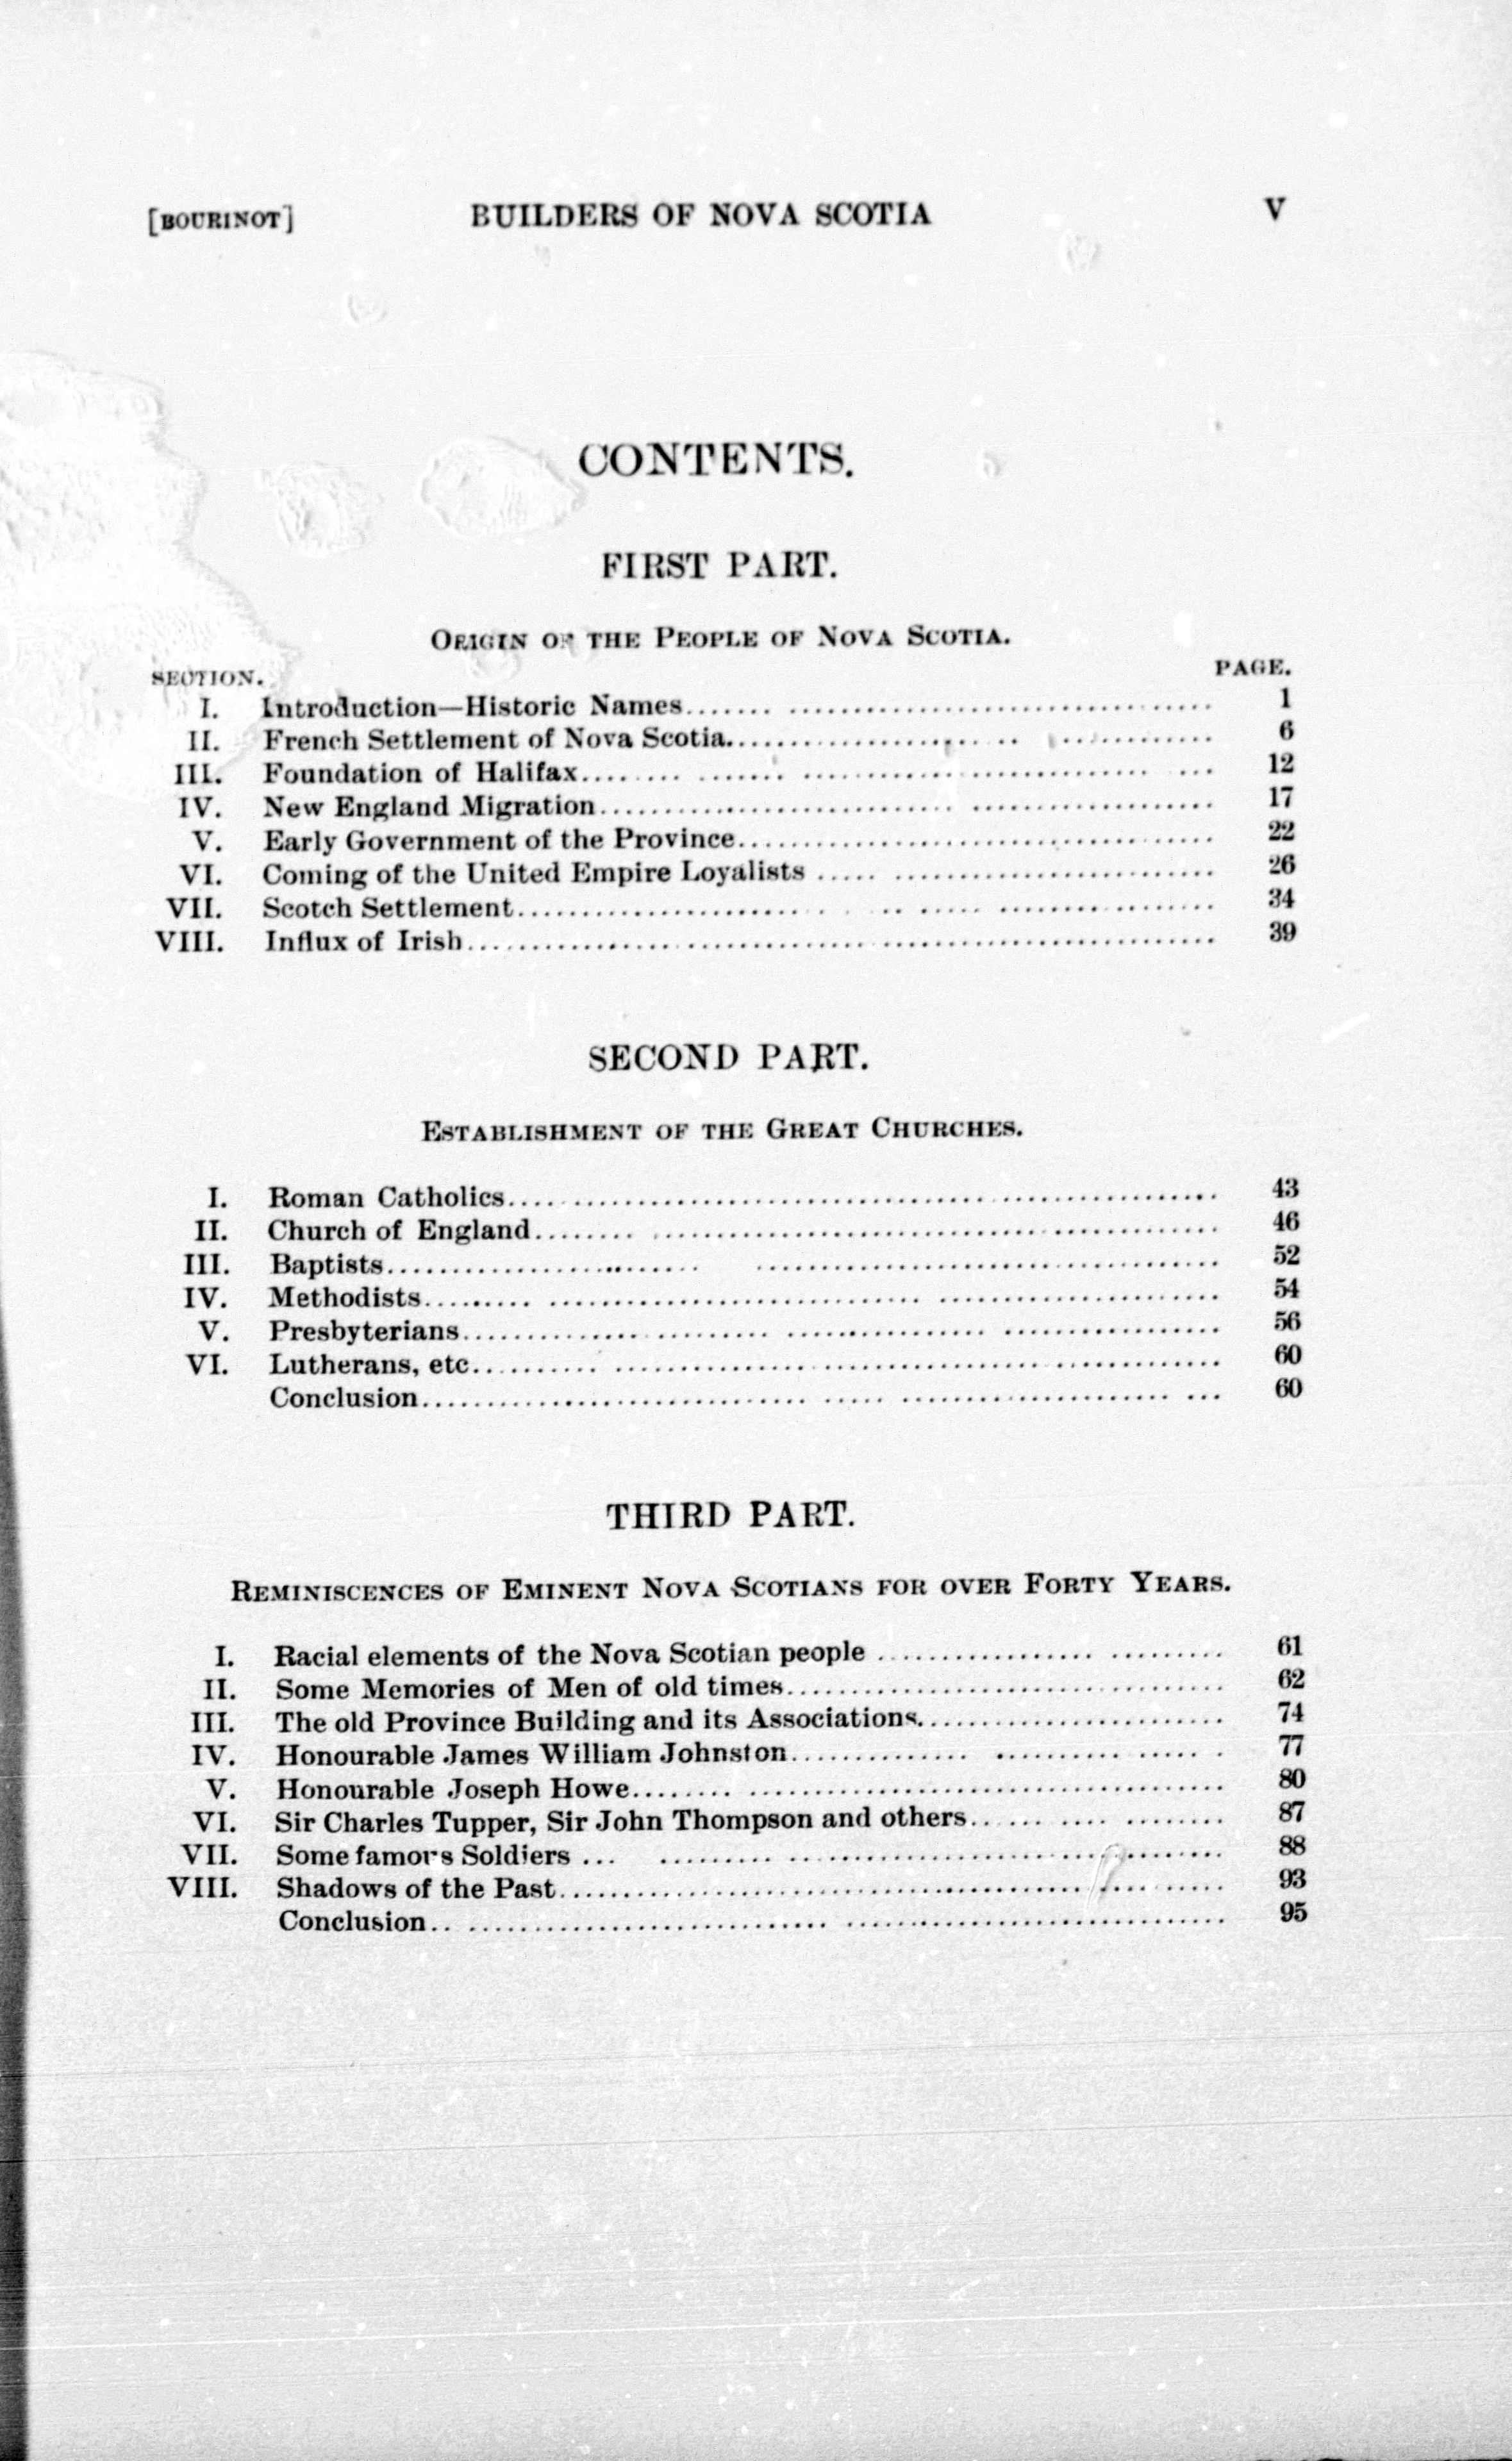 [BOURINOT] BUILDERS OF NOVA SCOTIA V
CONTENTS.
FIRST PART.
ORIGIN OF THE PEOPLE OF NOVA SCOTIA.
SECTION. PAGE.
I. Introduction—Historic Names 1
II. French Settlement of Nova Scotia 6
III. Foundation of Halifax 12
IV. New England Migration 17
V. Early Government of the Province 22
VI. Coming of the United Empire Loyalists 26
VII. Scotch Settlement 34
VIII. Influx of Irish 39
SECOND PART.
ESTABLISHMENT OF THE GREAT CHURCHES.
I. Roman Catholics 43
II. Church of England 46
III. Baptists 52
IV. Methodists 54
V. Presbyterians 56
VI. Lutherans, etc 60
Conclusion 60
THIRD PART.
REMINISCENCES OF EMINENT NOVA SCOTIANS FOR OVER FORTY YEARS.
I. Racial elements of the Nova Scotian people 61
II. Some Memories of Men of old times 62
III. The old Province Building and its Associations 74
IV. Honourable James William Johnston 77
V. Honourable Joseph Howe 80
VI. Sir Charles Tupper, Sir John Thompson and others 87
VII. Some famous Soldiers 88
VIII. Shadows of the Past 93
Conclusion 95